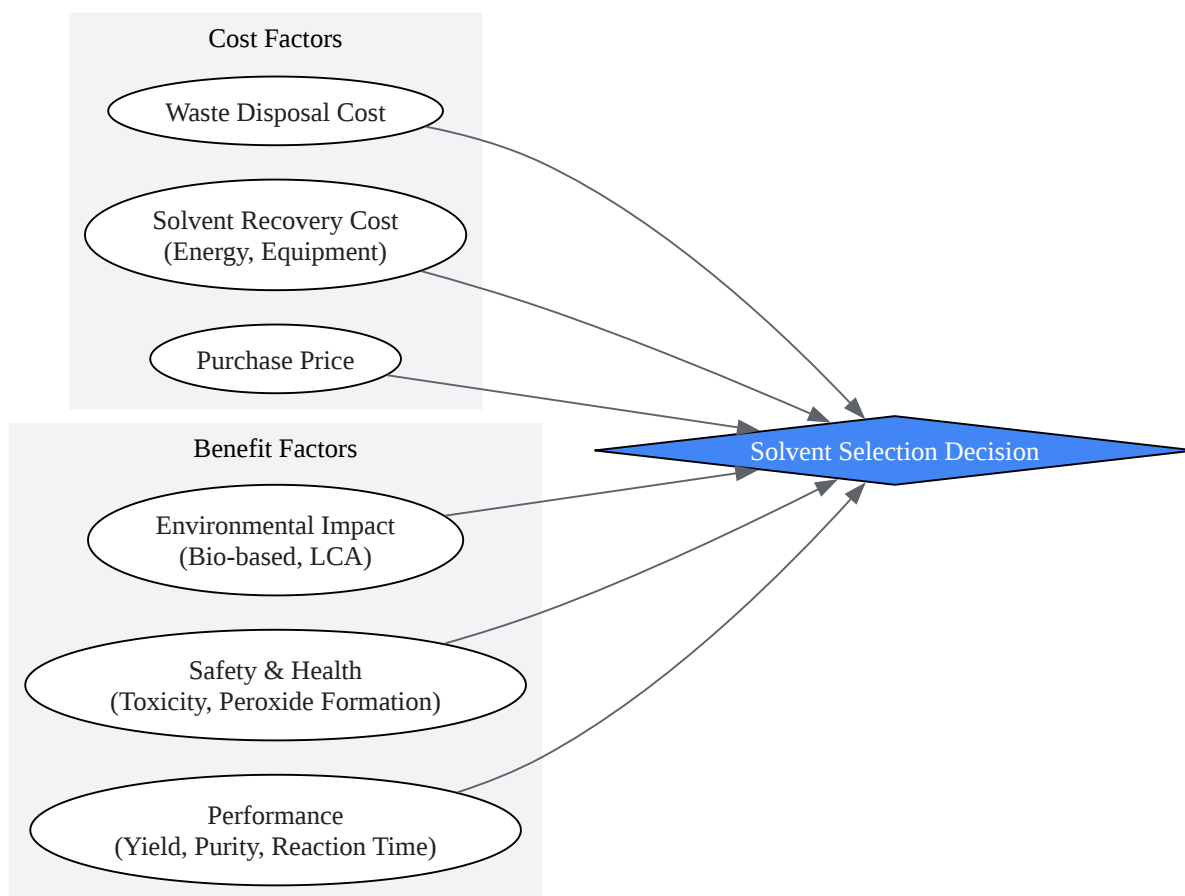 Cost Factors
Waste Disposal Cost
Solvent Recovery Cost
(Energy, Equipment)
Purchase Price
Benefit Factors
Solvent Selection Decision
Environmental Impact
(Bio-based, LCA)
Safety & Health
(Toxicity, Peroxide Formation)
Performance
(Yield, Purity, Reaction Time)